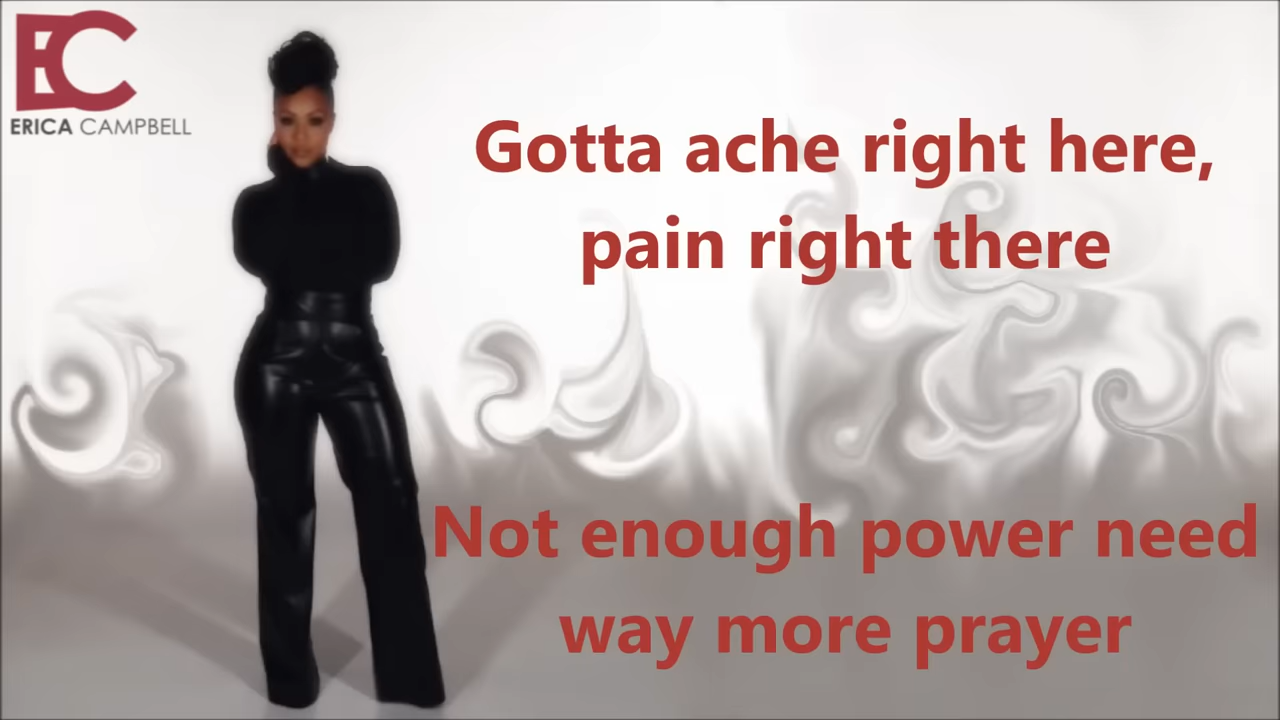 EC
ERICA CAMPBELL
Gotta ache right here,
pain right there
Not enough power need
way more prayer